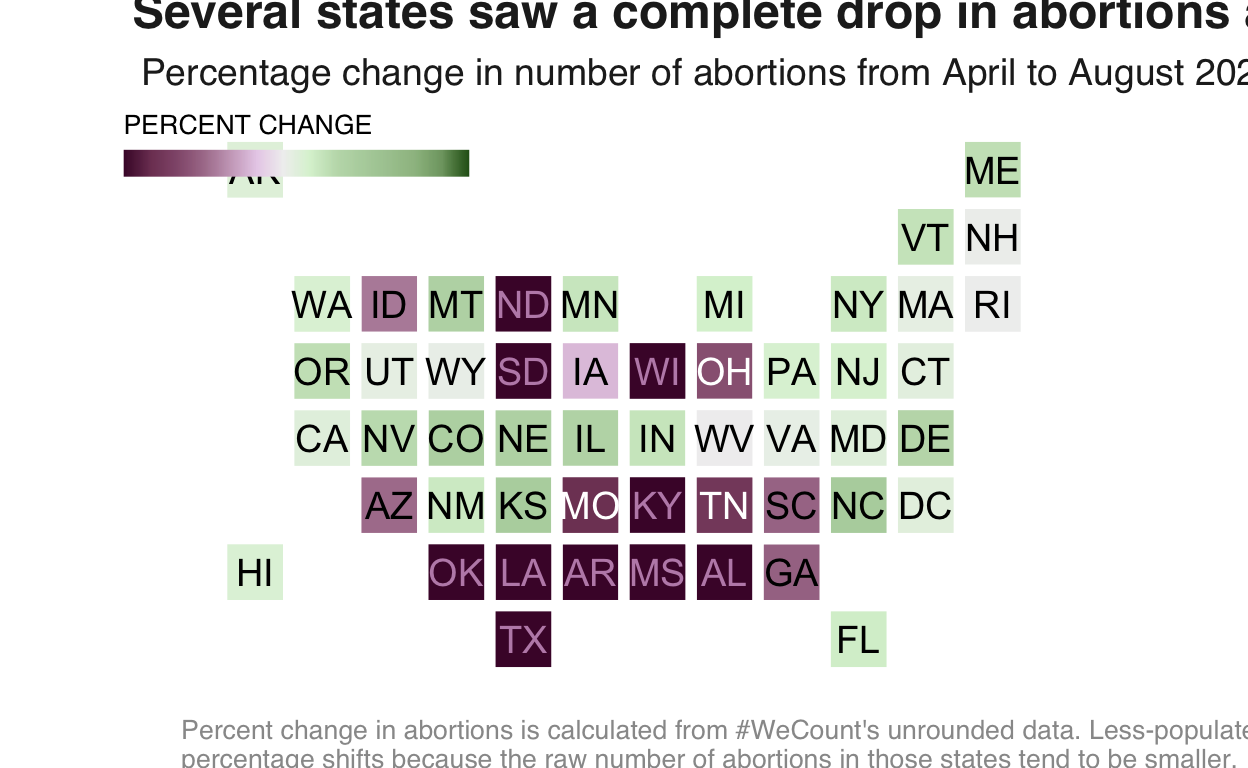 Several states saw a complete drop in abortions
Percentage change in number of abortions from April to August
PERCENT CHANGE
AK
ME
VT NH
WA ID MT ND MN MI NY MA RI
OR UT WY SD IA WI OH PA NJ CT
CA NV CO NE IL IN WV VA MD DE
AZ NM KS MO KY TN SC NC DC
HI OK LA AR MS AL GA
TX FL
Percent change in abortions is calculated from #WeCount's unrounded data.
percentage shifts because the raw number of abortions in those states tend to be smaller.